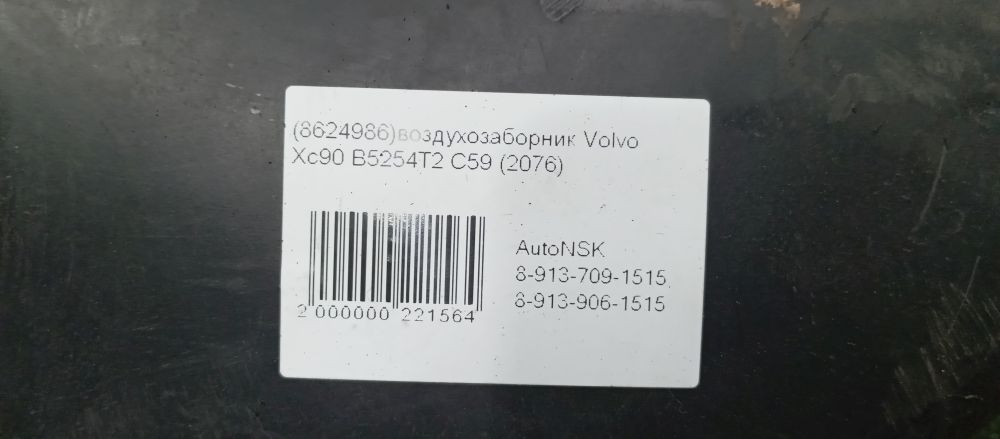 (8624986)воздухозаборник Volvo
Xc90 B5254T2 C59 (2076)
AutoNSK
8-913-709-1515
8-913-906-1515
2 000000 221564